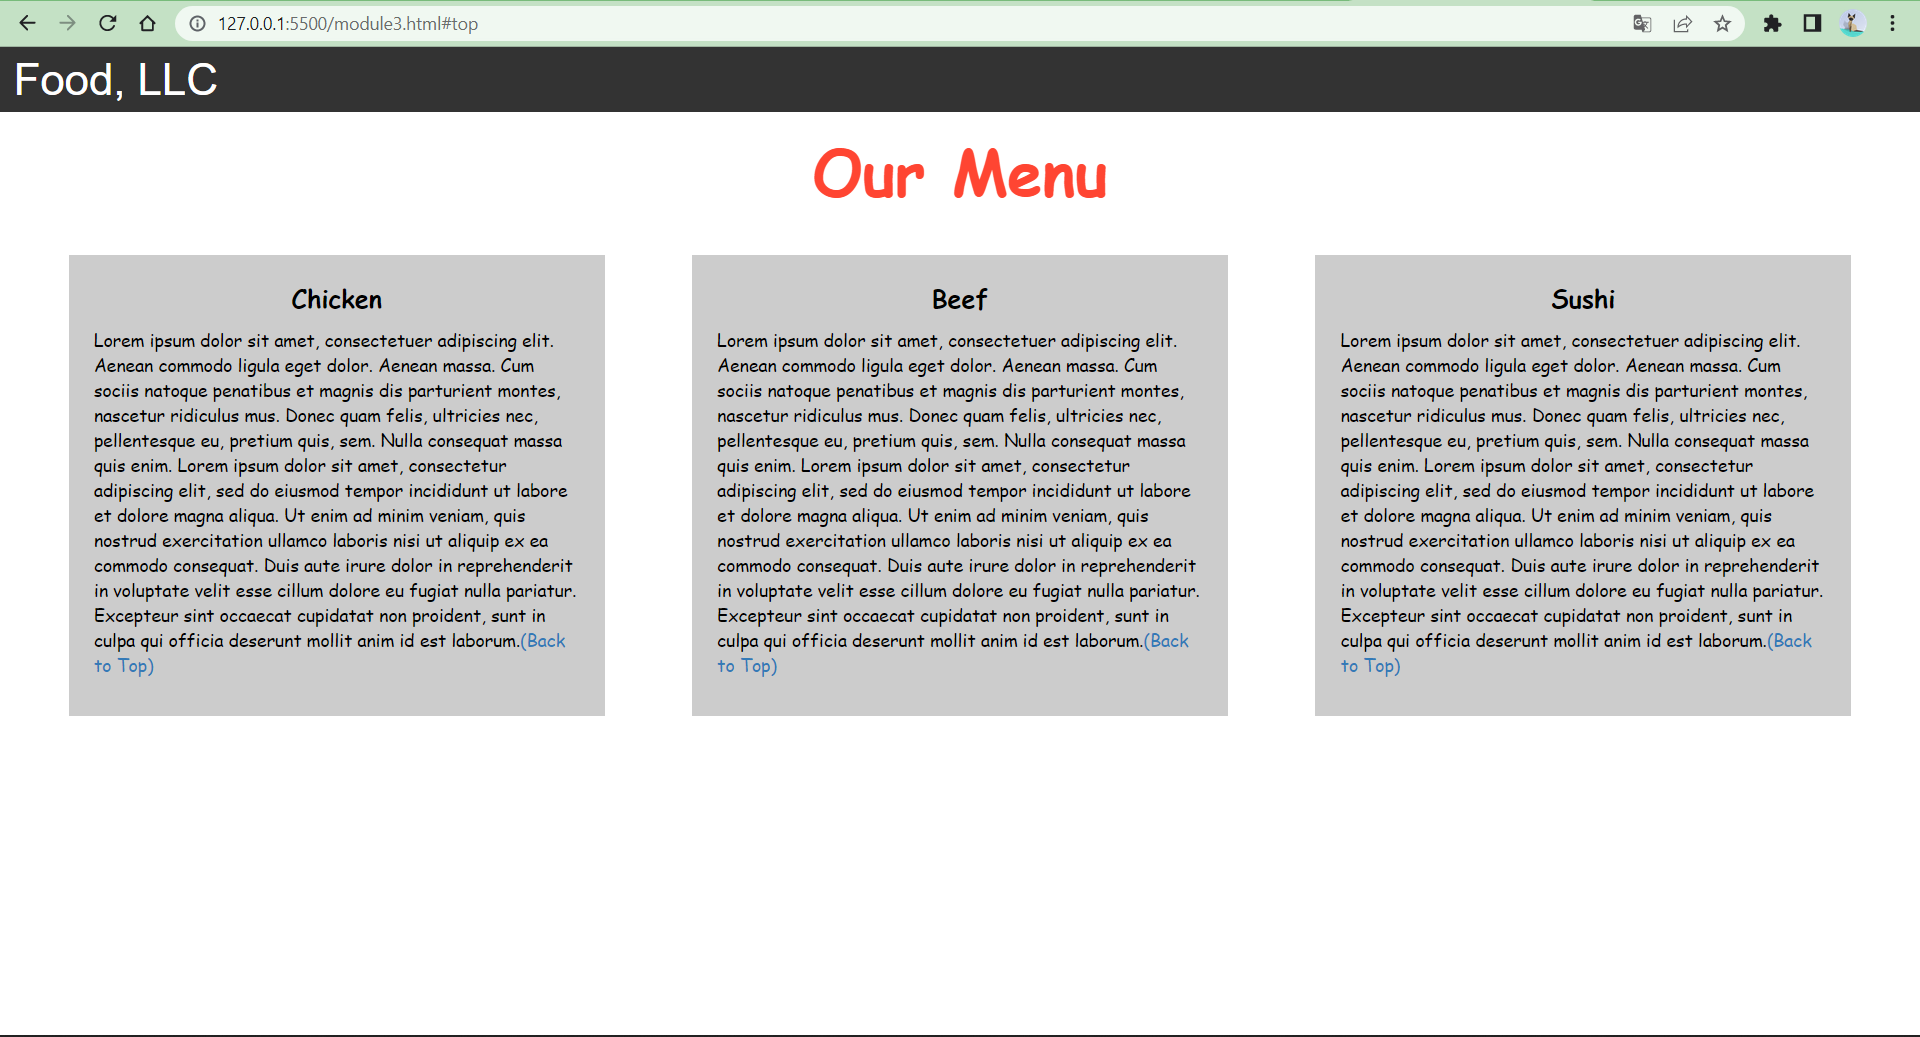 127.0.0.1:5500/module3.html#top
Food, LLC
Our Menu
Chicken
Lorem ipsum dolor sit amet, consectetuer adipiscing elit.
Aenean commodo ligula eget dolor. Aenean massa. Cum
sociis natoque penatibus et magnis dis parturient montes,
nascetur ridiculus mus. Donec quam felis, ultricies nec,
pellentesque eu, pretium quis, sem. Nulla consequat massa
quis enim. Lorem ipsum dolor sit amet, consectetur
adipiscing elit, sed do eiusmod tempor incididunt ut labore
et dolore magna aliqua. Ut enim ad minim veniam, quis
nostrud exercitation ullamco laboris nisi ut aliquip ex ea
commodo consequat. Duis aute irure dolor in reprehenderit
in voluptate velit esse cillum dolore eu fugiat nulla pariatur.
Excepteur sint occaecat cupidatat non proident, sunt in
culpa qui officia deserunt mollit anim id est laborum.(Back
to Top)
Beef
Lorem ipsum dolor sit amet, consectetuer adipiscing elit.
Aenean commodo ligula eget dolor. Aenean massa. Cum
sociis natoque penatibus et magnis dis parturient montes,
nascetur ridiculus mus. Donec quam felis, ultricies nec,
pellentesque eu, pretium quis, sem. Nulla consequat massa
quis enim. Lorem ipsum dolor sit amet, consectetur
adipiscing elit, sed do eiusmod tempor incididunt ut labore
et dolore magna aliqua. Ut enim ad minim veniam, quis
nostrud exercitation ullamco laboris nisi ut aliquip ex ea
commodo consequat. Duis aute irure dolor in reprehenderit
in voluptate velit esse cillum dolore eu fugiat nulla pariatur.
Excepteur sint occaecat cupidatat non proident, sunt in
culpa qui officia deserunt mollit anim id est laborum.(Back
to Top)
Sushi
Lorem ipsum dolor sit amet, consectetuer adipiscing elit.
Aenean commodo ligula eget dolor. Aenean massa. Cum
sociis natoque penatibus et magnis dis parturient montes,
nascetur ridiculus mus. Donec quam felis, ultricies nec,
pellentesque eu, pretium quis, sem. Nulla consequat massa
quis enim. Lorem ipsum dolor sit amet, consectetur
adipiscing elit, sed do eiusmod tempor incididunt ut labore
et dolore magna aliqua. Ut enim ad minim veniam, quis
nostrud exercitation ullamco laboris nisi ut aliquip ex ea
commodo consequat. Duis aute irure dolor in reprehenderit
in voluptate velit esse cillum dolore eu fugiat nulla pariatur.
Excepteur sint occaecat cupidatat non proident, sunt in
culpa qui officia deserunt mollit anim id est laborum.(Back
to Top)